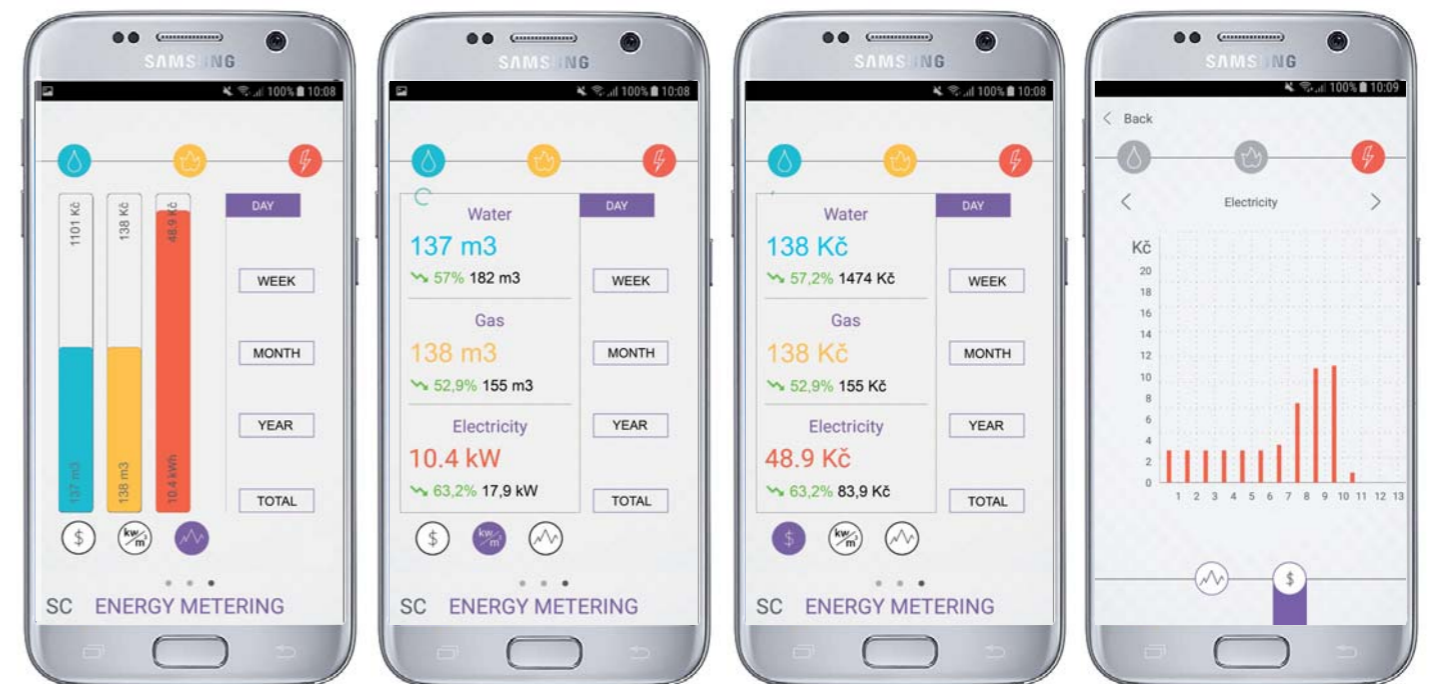 SAMSUNG
100% 10:08
1101 Kč
138 Kč
48.9 Kč
137 m3
138 m3
10.4 kWh
DAY
WEEK
MONTH
YEAR
TOTAL
$
kw/m³
SC ENERGY METERING
SAMSUNG
100% 10:08
Water
137 m3
57% 182 m3
Gas
138 m3
52,9% 155 m3
Electricity
10.4 kW
63,2% 17,9 kW
DAY
WEEK
MONTH
YEAR
TOTAL
$
kw/m³
SC ENERGY METERING
SAMSUNG
100% 10:08
Water
138 Kč
57,2% 1474 Kč
Gas
138 Kč
52,9% 155 Kč
Electricity
48.9 Kč
63,2% 83,9 Kč
DAY
WEEK
MONTH
YEAR
TOTAL
$
kw/m³
SC ENERGY METERING
SAMSUNG
100% 10:09
< Back
< Electricity >
Kč
20
18
16
14
12
10
8
6
4
2
0
1 2 3 4 5 6 7 8 9 10 11 12 13
$